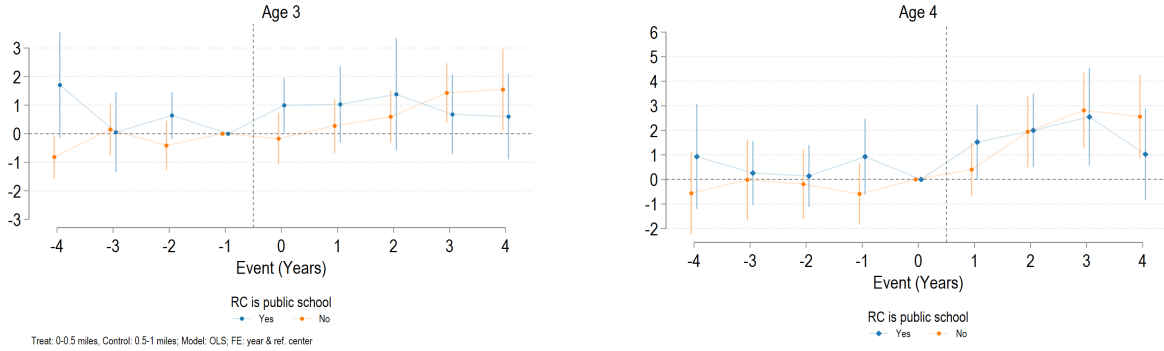 Age 3
3
2
1
0
-1
-2
-3
-4 -3 -2 -1 0 1 2 3 4
Event (Years)
RC is public school
Yes No
Treat: 0-0.5 miles, Control: 0.5-1 miles; Model: OLS; FE: year & ref. center
Age 4
6
5
4
3
2
1
0
-1
-2
-4 -3 -2 -1 0 1 2 3 4
Event (Years)
RC is public school
Yes No